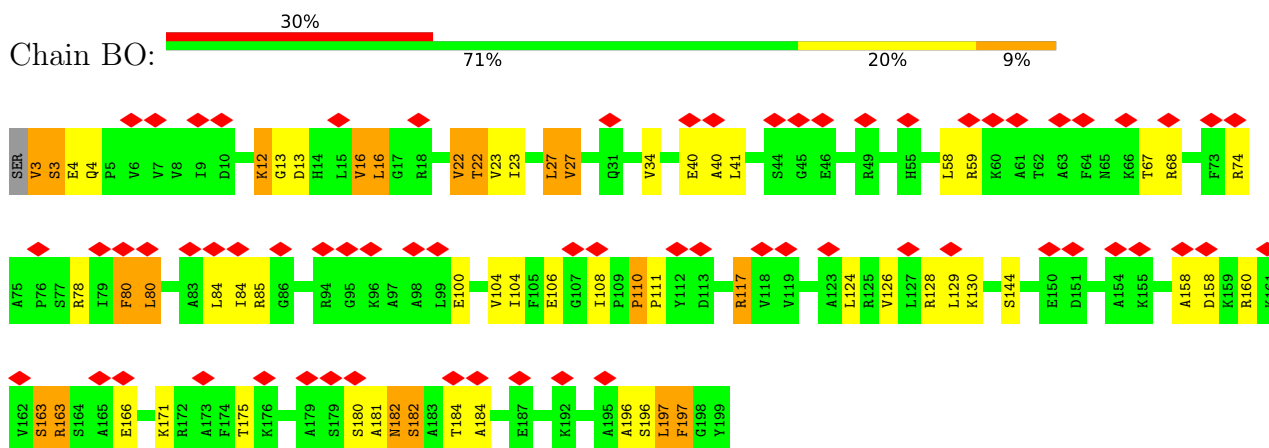 30%
Chain BO:
71% 20% 9%
SER V3 S3 E4 Q4 P5 V6 V7 V8 I9 D10 K12 G13 D13 H14 L15 V16 L16 G17 R18 V22 T22 V23 I23 L27 V27 Q31 V34 E40 A40 L41 S44 G45 E46 R49 H55 L58 R59 K60 A61 T62 A63 F64 N65 K66 T67 R68 F73 R74
A75 P76 S77 R78 I79 F80 L80 A83 L84 I84 R85 G86 R94 G95 K96 A97 A98 L99 E100 V104 I104 F105 E106 G107 I108 P109 P110 P111 Y112 D113 R117 V118 V119 A123 L124 R125 V126 L127 R128 L129 K130 S144 E150 D151 A154 K155 A158 D158 K159 R160
V162 S163 R163 S164 A165 E166 K171 R172 A173 F174 T175 K176 A179 S179 S180 A181 N182 S182 A183 T184 A184 E187 K192 A195 A196 S196 L197 F197 G198 Y199